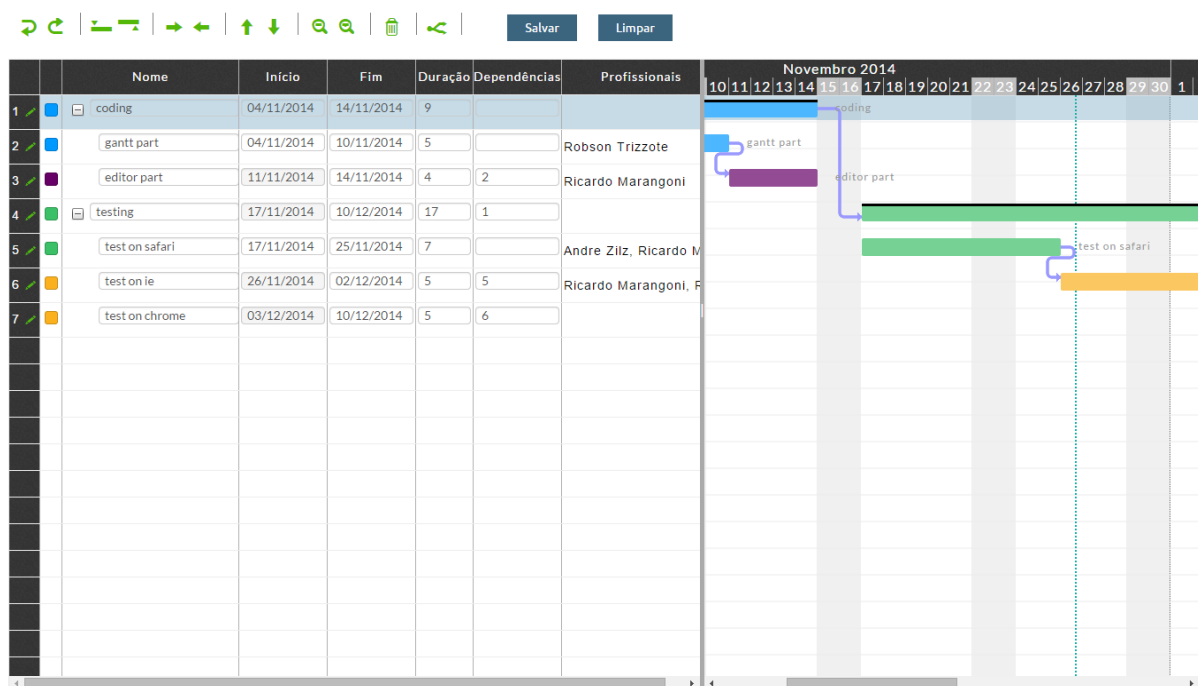 Salvar Limpar
Nome Início Fim Duração Dependências Profissionais
Novembro 2014
10 11 12 13 14 15 16 17 18 19 20 21 22 23 24 25 26 27 28 29 30 1
1 coding 04/11/2014 14/11/2014 9 coding
2 gantt part 04/11/2014 10/11/2014 5 Robson Trizzote gantt part
3 editor part 11/11/2014 14/11/2014 4 2 Ricardo Marangoni editor part
4 testing 17/11/2014 10/12/2014 17 1
5 test on safari 17/11/2014 25/11/2014 7 Andre Zilz, Ricardo M test on safari
6 test on ie 26/11/2014 02/12/2014 5 5 Ricardo Marangoni,
7 test on chrome 03/12/2014 10/12/2014 5 6